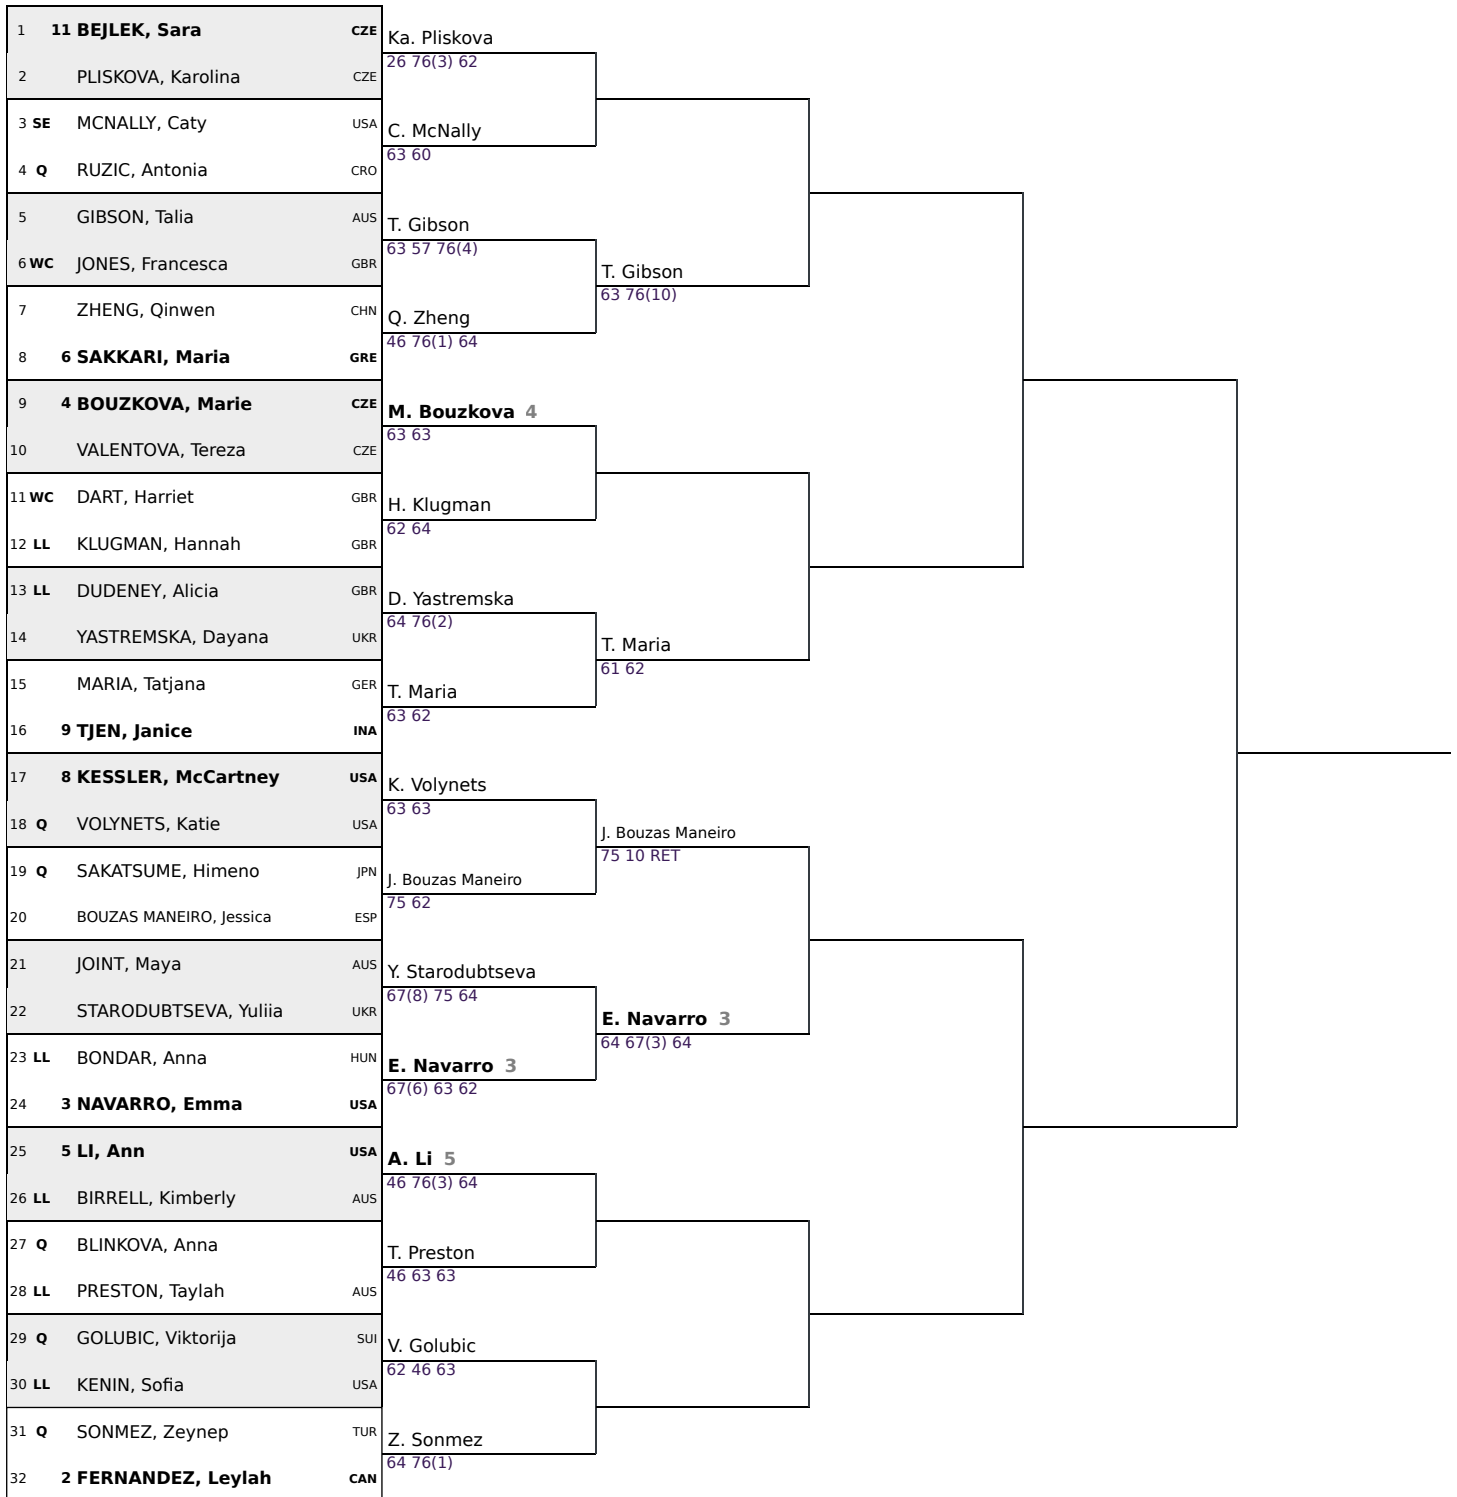 1 11 BEJLEK, Sara CZE
2 PLISKOVA, Karolina CZE
3 SE MCNALLY, Caty USA
4 Q RUZIC, Antonia CRO
5 GIBSON, Talia AUS
6 WC JONES, Francesca GBR
7 ZHENG, Qinwen CHN
8 6 SAKKARI, Maria GRE
9 4 BOUZKOVA, Marie CZE
10 VALENTOVA, Tereza CZE
11 WC DART, Harriet GBR
12 LL KLUGMAN, Hannah GBR
13 LL DUDENEY, Alicia GBR
14 YASTREMSKA, Dayana UKR
15 MARIA, Tatjana GER
16 9 TJEN, Janice INA
17 8 KESSLER, McCartney USA
18 Q VOLYNETS, Katie USA
19 Q SAKATSUME, Himeno JPN
20 BOUZAS MANEIRO, Jessica ESP
21 JOINT, Maya AUS
22 STARODUBTSEVA, Yuliia UKR
23 LL BONDAR, Anna HUN
24 3 NAVARRO, Emma USA
25 5 LI, Ann USA
26 LL BIRRELL, Kimberly AUS
27 Q BLINKOVA, Anna
28 LL PRESTON, Taylah AUS
29 Q GOLUBIC, Viktorija SUI
30 LL KENIN, Sofia USA
31 Q SONMEZ, Zeynep TUR
32 2 FERNANDEZ, Leylah CAN
Ka. Pliskova
26 76(3) 62
C. McNally
63 60
T. Gibson
63 57 76(4)
Q. Zheng
46 76(1) 64
M. Bouzkova 4
63 63
H. Klugman
62 64
D. Yastremska
64 76(2)
T. Maria
63 62
K. Volynets
63 63
J. Bouzas Maneiro
75 62
Y. Starodubtseva
67(8) 75 64
E. Navarro 3
67(6) 63 62
A. Li 5
46 76(3) 64
T. Preston
46 63 63
V. Golubic
62 46 63
Z. Sonmez
64 76(1)
T. Gibson
63 76(10)
T. Maria
61 62
J. Bouzas Maneiro
75 10 RET
E. Navarro 3
64 67(3) 64